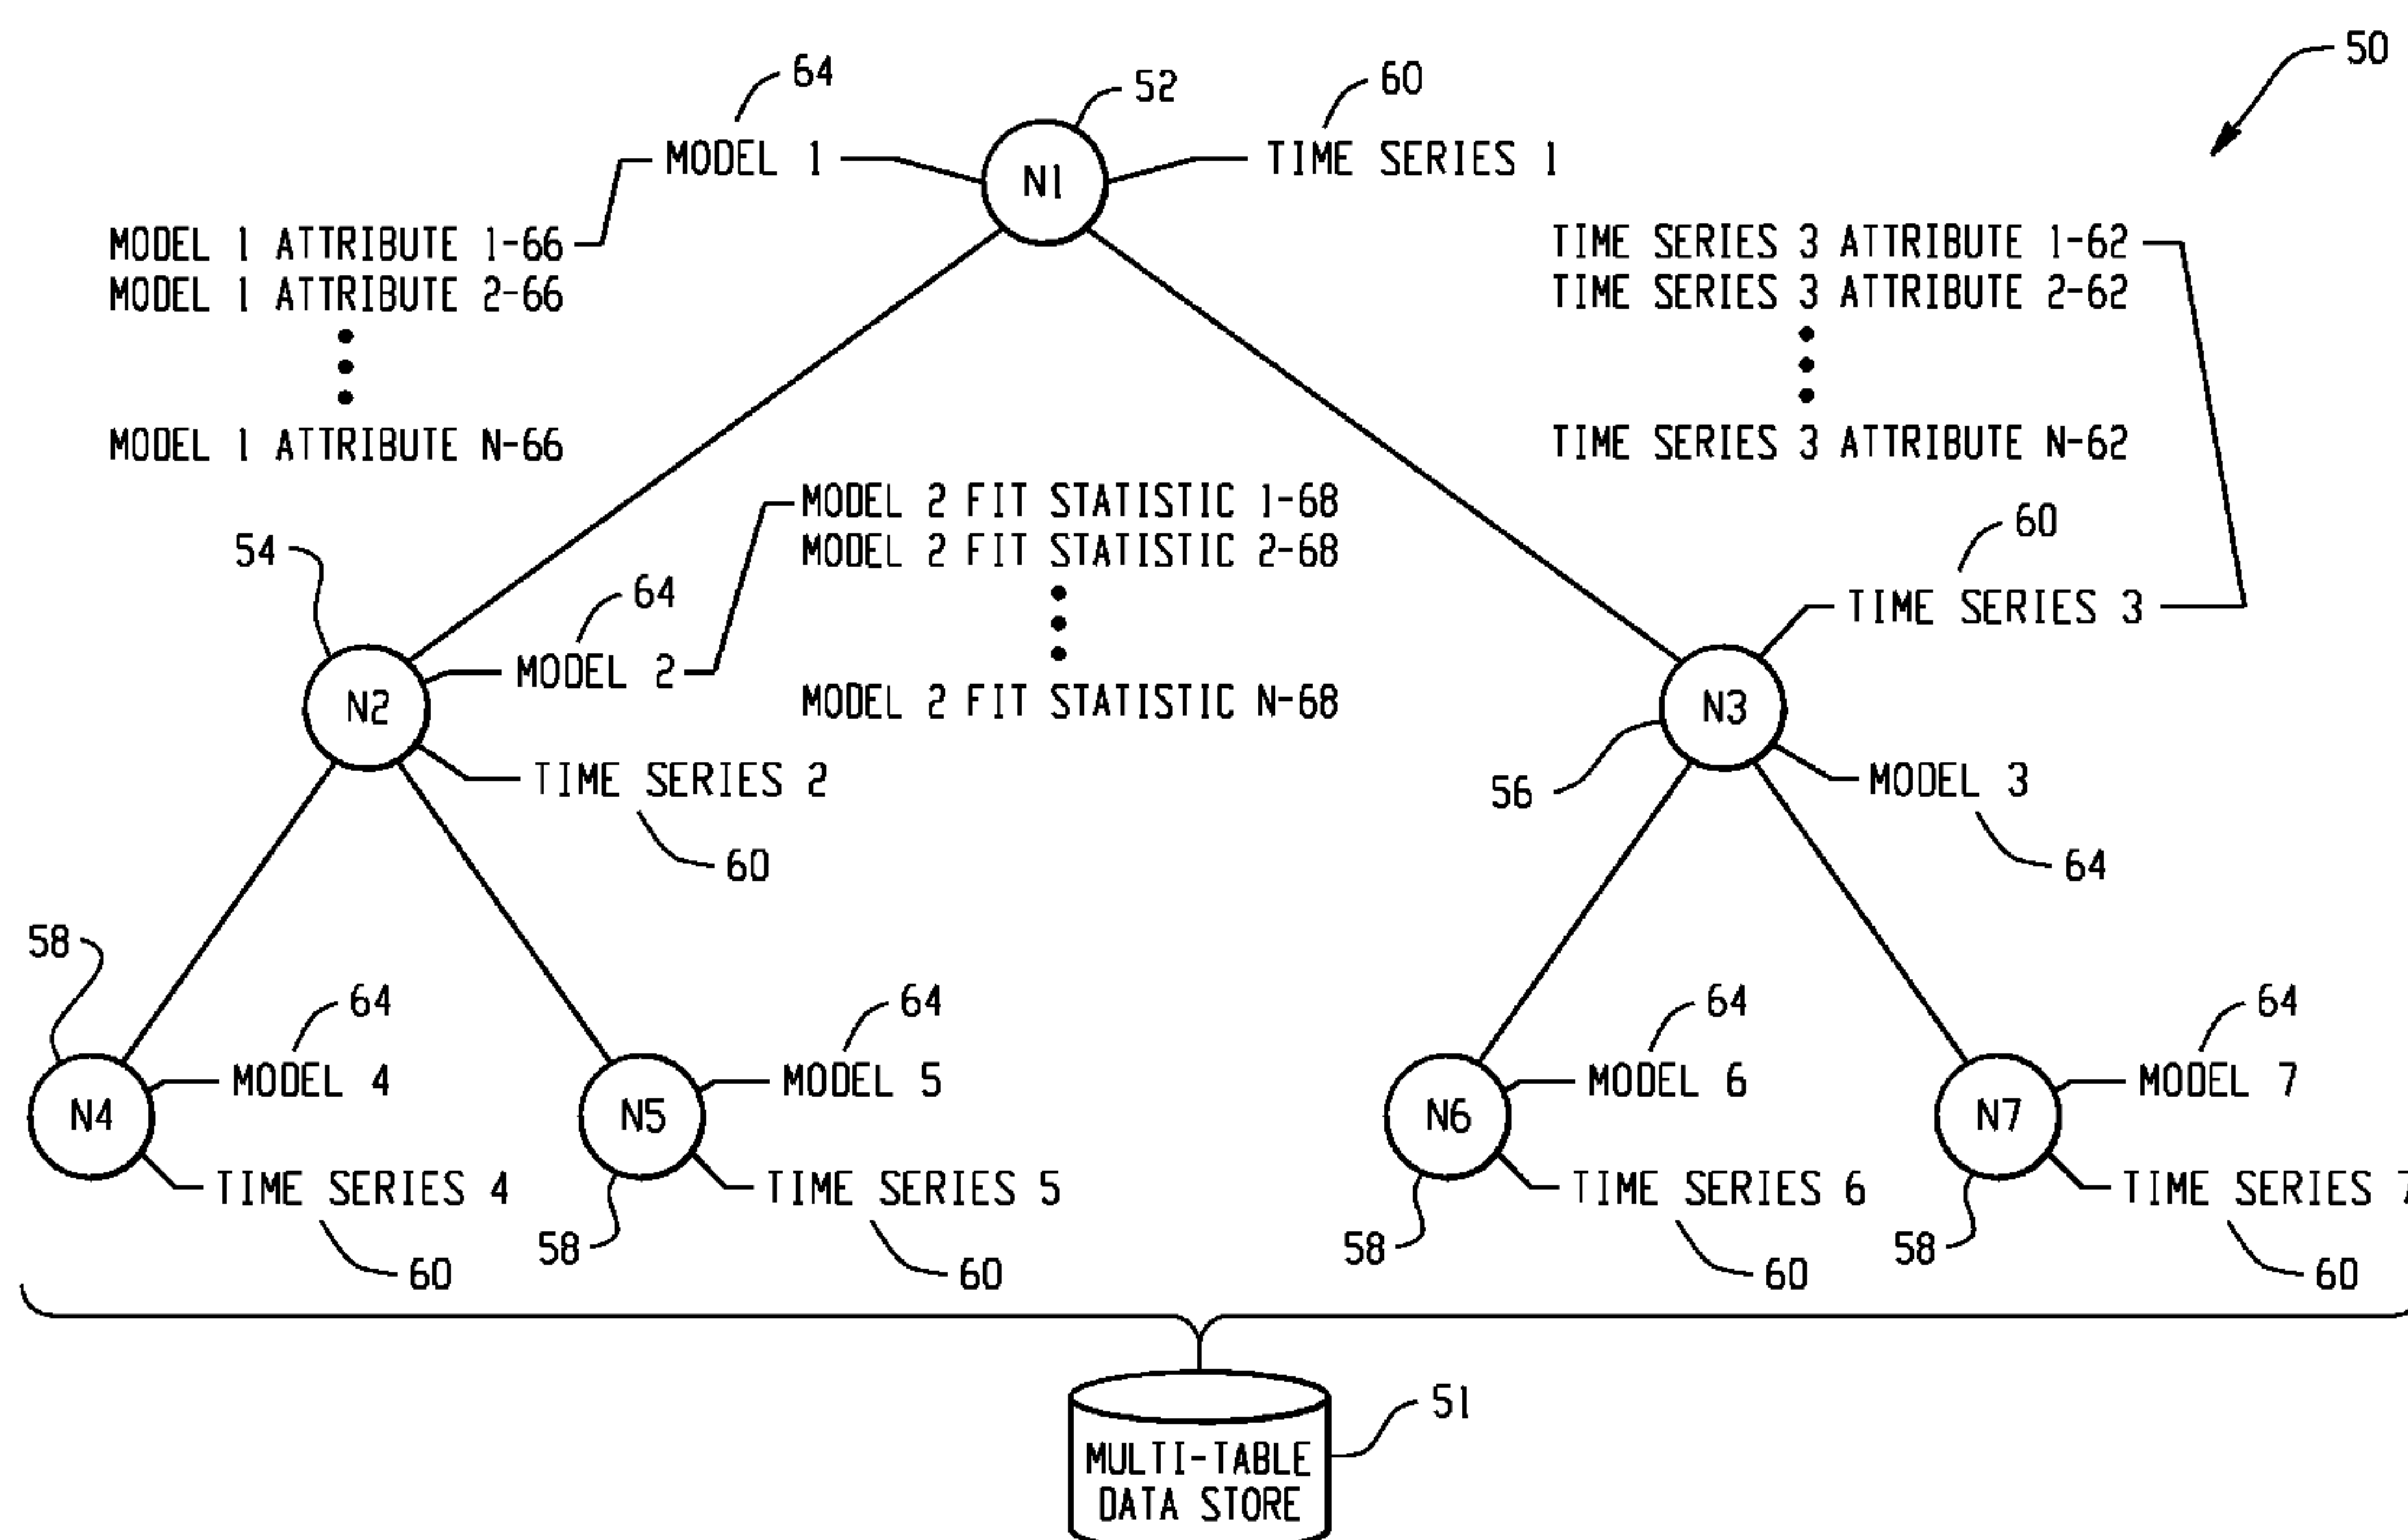 50
64
52
60
MODEL 1
N1
TIME SERIES 1
MODEL 1 ATTRIBUTE 1-66
MODEL 1 ATTRIBUTE 2-66
MODEL 1 ATTRIBUTE N-66
TIME SERIES 3 ATTRIBUTE 1-62
TIME SERIES 3 ATTRIBUTE 2-62
TIME SERIES 3 ATTRIBUTE N-62
MODEL 2 FIT STATISTIC 1-68
MODEL 2 FIT STATISTIC 2-68
MODEL 2 FIT STATISTIC N-68
54
64
MODEL 2
N2
TIME SERIES 2
60
60
TIME SERIES 3
N3
56
MODEL 3
64
58
64
MODEL 4
N4
TIME SERIES 4
60
64
MODEL 5
N5
TIME SERIES 5
58
60
64
MODEL 6
N6
TIME SERIES 6
58
60
64
MODEL 7
N7
TIME SERIES 7
58
60
51
MULTI-TABLE
DATA STORE